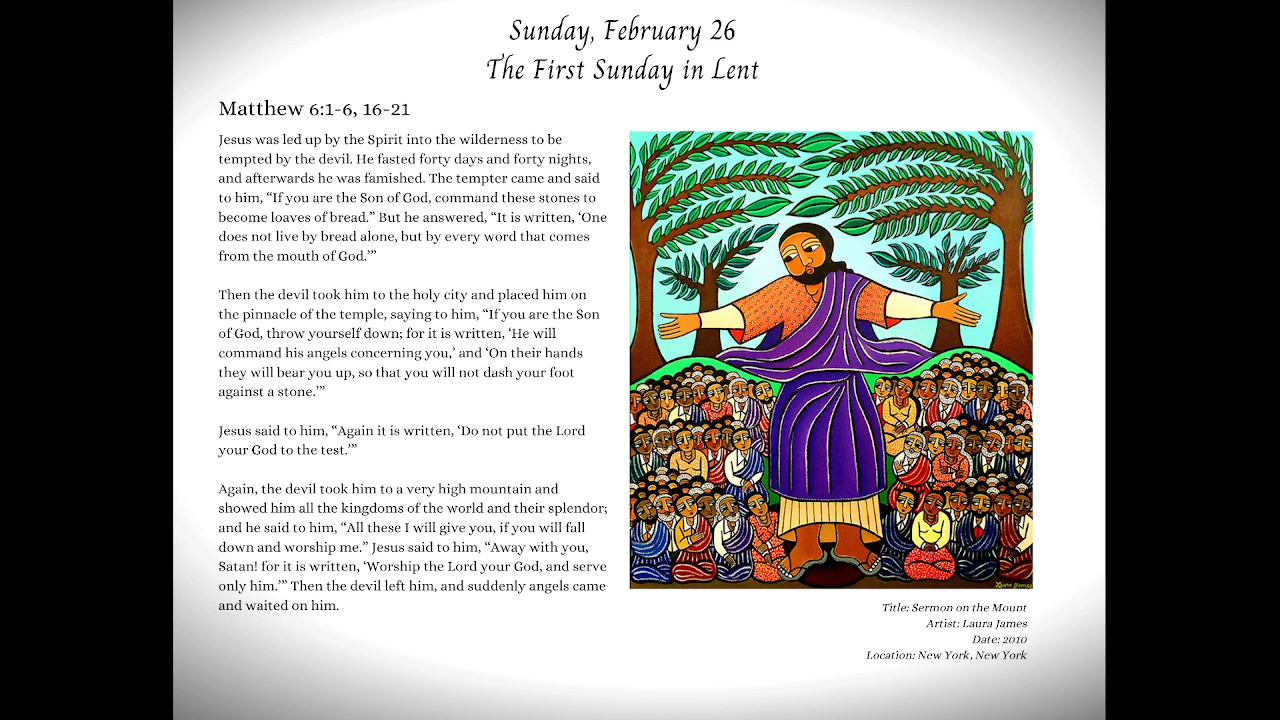 Sunday, February 26
The First Sunday in Lent
Matthew 6:1-6, 16-21
Jesus was led up by the Spirit into the wilderness to be
tempted by the devil. He fasted forty days and forty nights,
and afterwards he was famished. The tempter came and said
to him, “If you are the Son of God, command these stones to
become loaves of bread.” But he answered, “It is written, ‘One
does not live by bread alone, but by every word that comes
from the mouth of God.’”
Then the devil took him to the holy city and placed him on
the pinnacle of the temple, saying to him, “If you are the Son
of God, throw yourself down; for it is written, ‘He will
command his angels concerning you,’ and ‘On their hands
they will bear you up, so that you will not dash your foot
against a stone.’”
Jesus said to him, “Again it is written, ‘Do not put the Lord
your God to the test.’”
Again, the devil took him to a very high mountain and
showed him all the kingdoms of the world and their splendor;
and he said to him, “All these I will give you, if you will fall
down and worship me.” Jesus said to him, “Away with you,
Satan! for it is written, ‘Worship the Lord your God, and serve
only him.’” Then the devil left him, and suddenly angels came
and waited on him.
Laura James
Title: Sermon on the Mount
Artist: Laura James
Date: 2010
Location: New York, New York